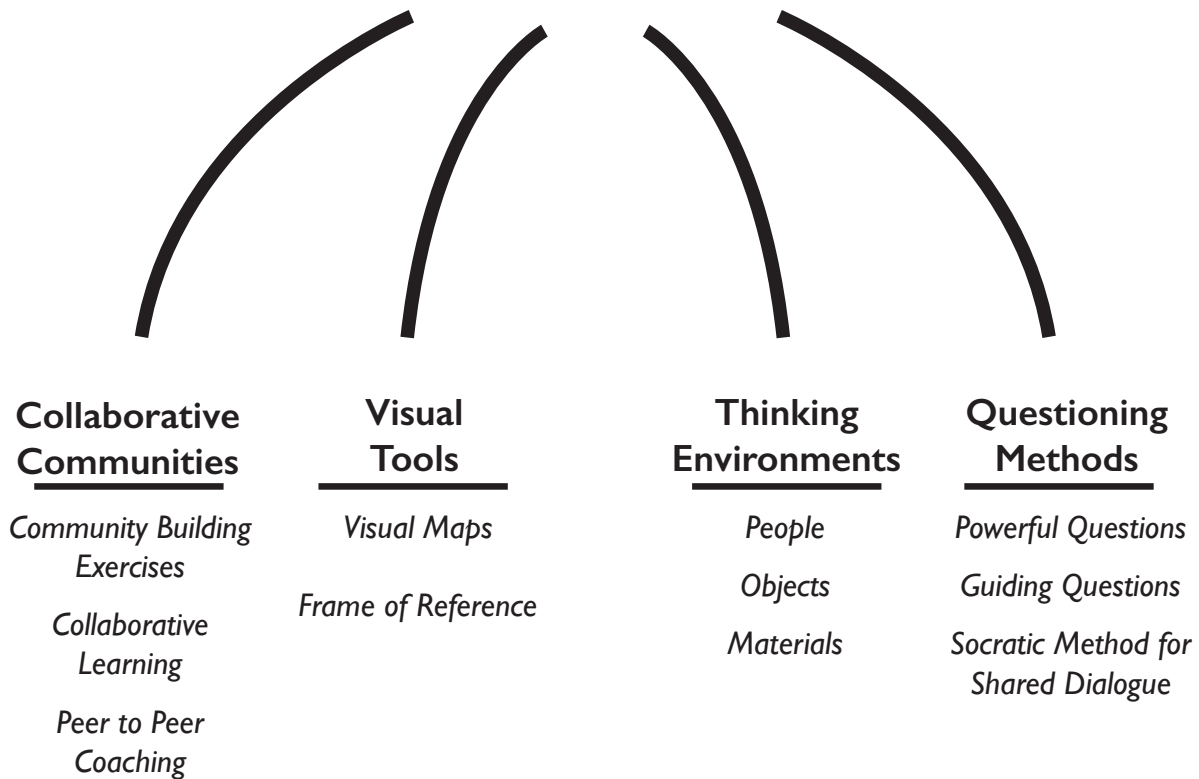 Collaborative
Communities
Community Building
Exercises
Collaborative
Learning
Peer to Peer
Coaching
Visual
Tools
Visual Maps
Frame of Reference
Thinking
Environments
People
Objects
Materials
Questioning
Methods
Powerful Questions
Guiding Questions
Socratic Method for
Shared Dialogue